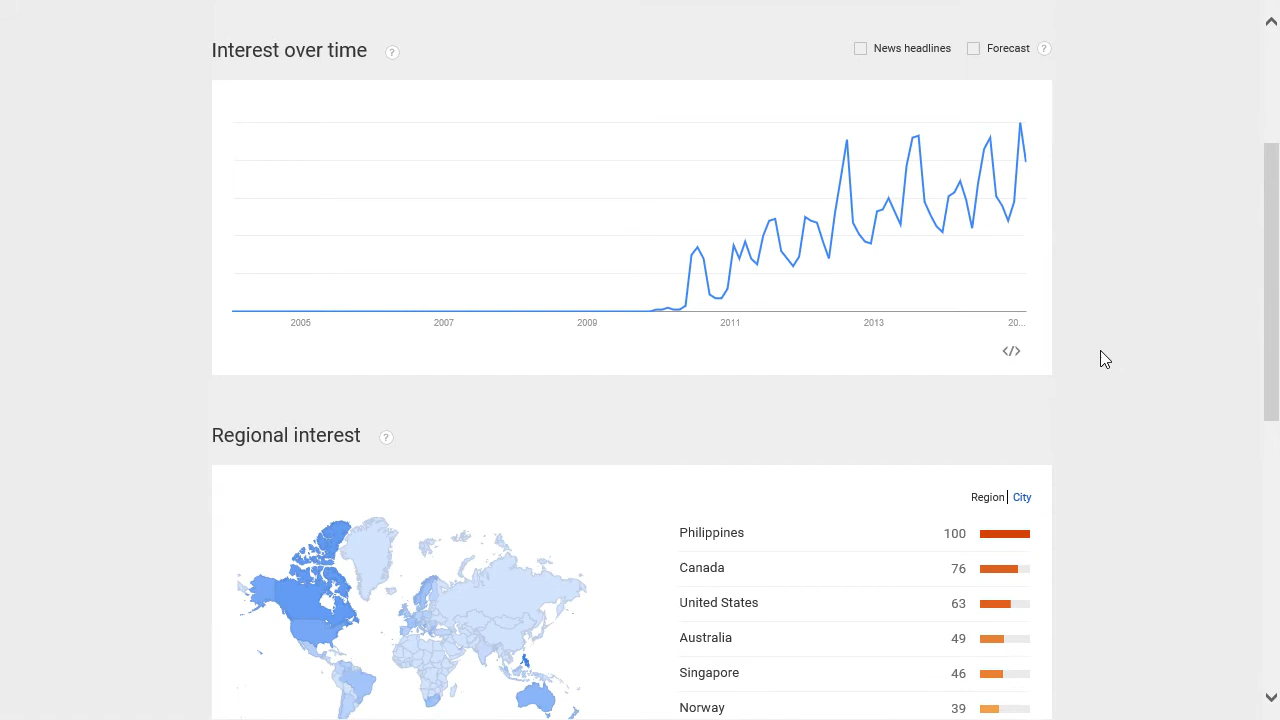 Interest over time ?
News headlines Forecast ?
2005 2007 2009 2011 2013 20...
</>
Regional interest ?
Region City
Philippines 100
Canada 76
United States 63
Australia 49
Singapore 46
Norway 39